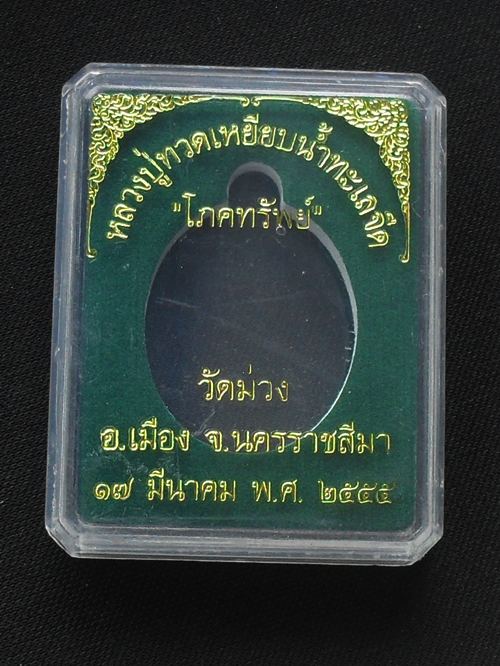 หลวงปู่ทวดเหยียบน้ำทะเลจืด
"โภคทรัพย์"
วัดม่วง
อ.เมือง จ.นครราชสีมา
๑๗ มีนาคม พ.ศ. ๒๕๕๕